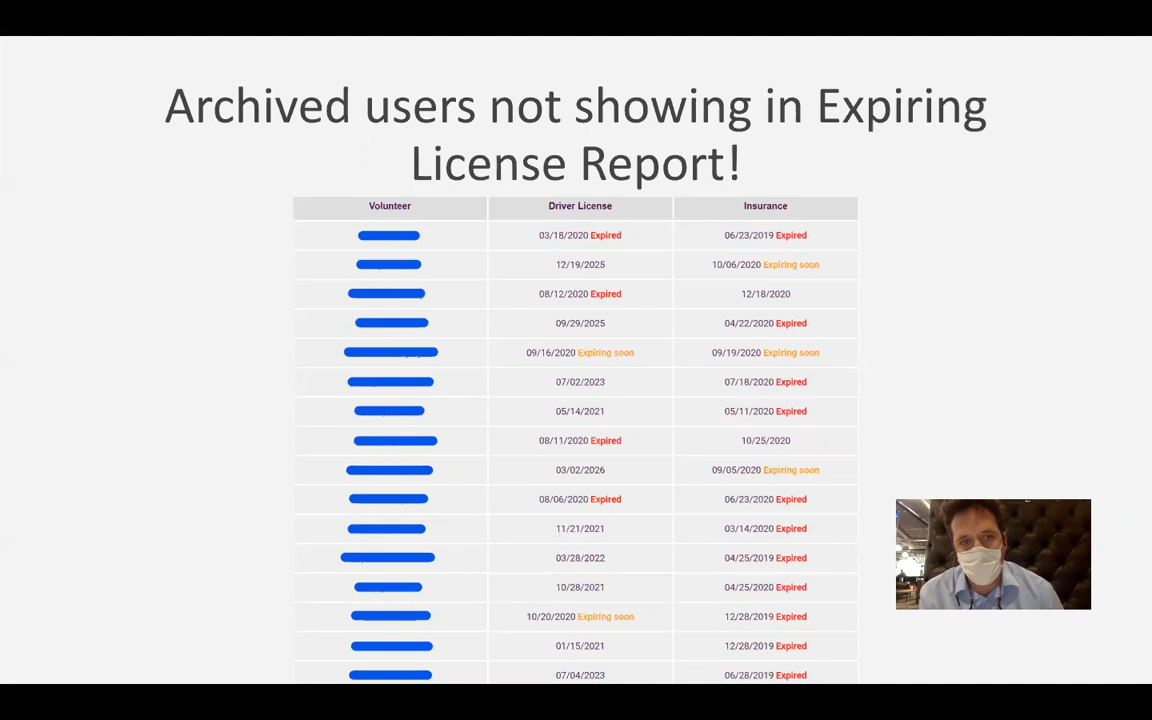 Archived users not showing in Expiring
License Report!
Volunteer Driver License Insurance
03/18/2020 Expired 06/23/2019 Expired
12/19/2025 10/06/2020 Expiring soon
08/12/2020 Expired 12/18/2020
09/29/2025 04/22/2020 Expired
09/16/2020 Expiring soon 09/19/2020 Expiring soon
07/02/2023 07/18/2020 Expired
05/14/2021 05/11/2020 Expired
08/11/2020 Expired 10/25/2020
03/02/2026 09/05/2020 Expiring soon
08/06/2020 Expired 06/23/2020 Expired
11/21/2021 03/14/2020 Expired
03/28/2022 04/25/2019 Expired
10/28/2021 04/25/2020 Expired
10/20/2020 Expiring soon 12/28/2019 Expired
01/15/2021 12/28/2019 Expired
07/04/2023 06/28/2019 Expired